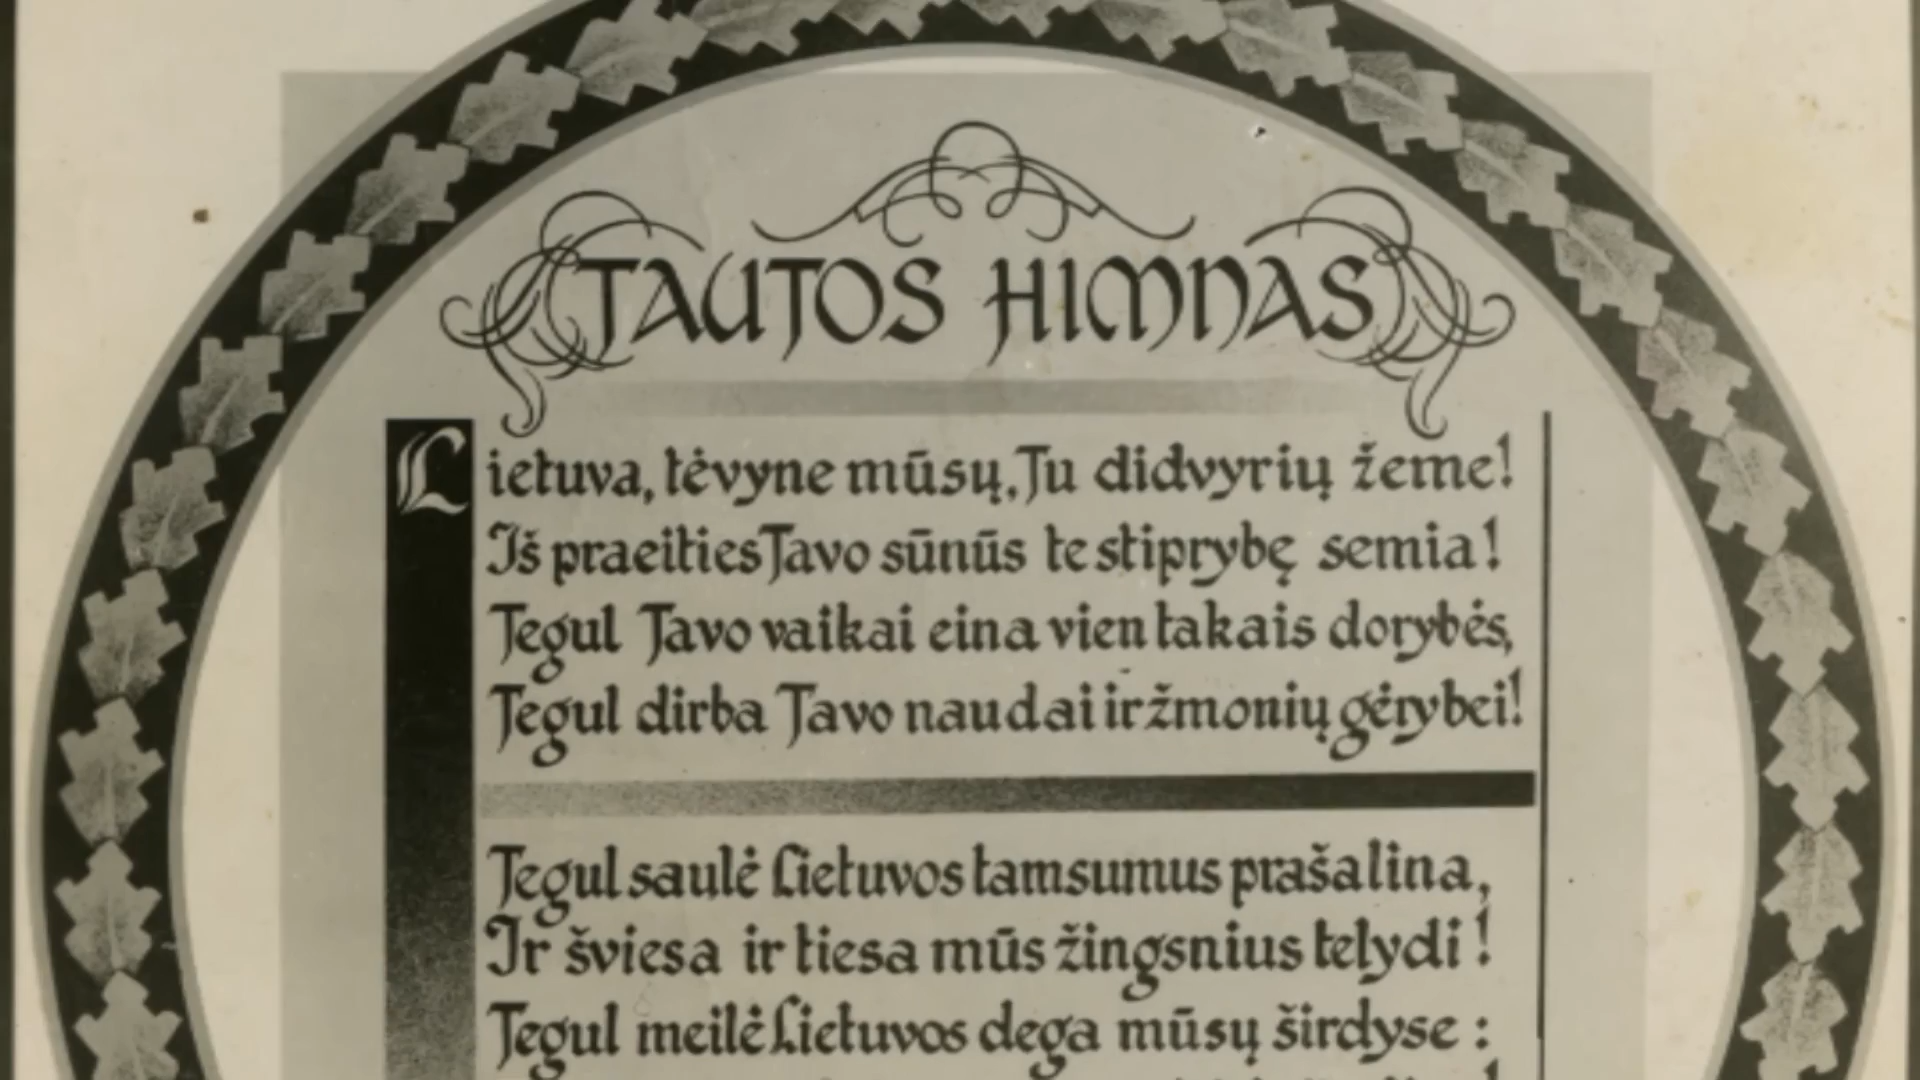 TAUTOS HIMNAS
Lietuva, tėvyne mūsų, Tu didvyrių žeme!
Iš praeities Tavo sūnūs te stiprybę semia!
Tegul Tavo vaikai eina vien takais dorybės,
Tegul dirba Tavo naudai ir žmonių gėrybei!
Tegul saulė Lietuvos tamsumus prašalina,
Ir šviesa ir tiesa mūs žingsnius telydi!
Tegul meilė Lietuvos dega mūsų širdyse: